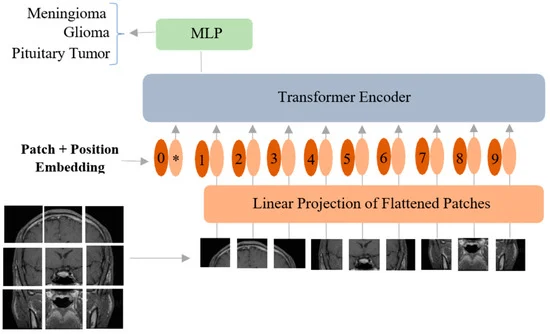 Meningioma
Glioma
Pituitary Tumor
MLP
Transformer Encoder
Patch + Position
Embedding
0 * 1 2 3 4 5 6 7 8 9
Linear Projection of Flattened Patches